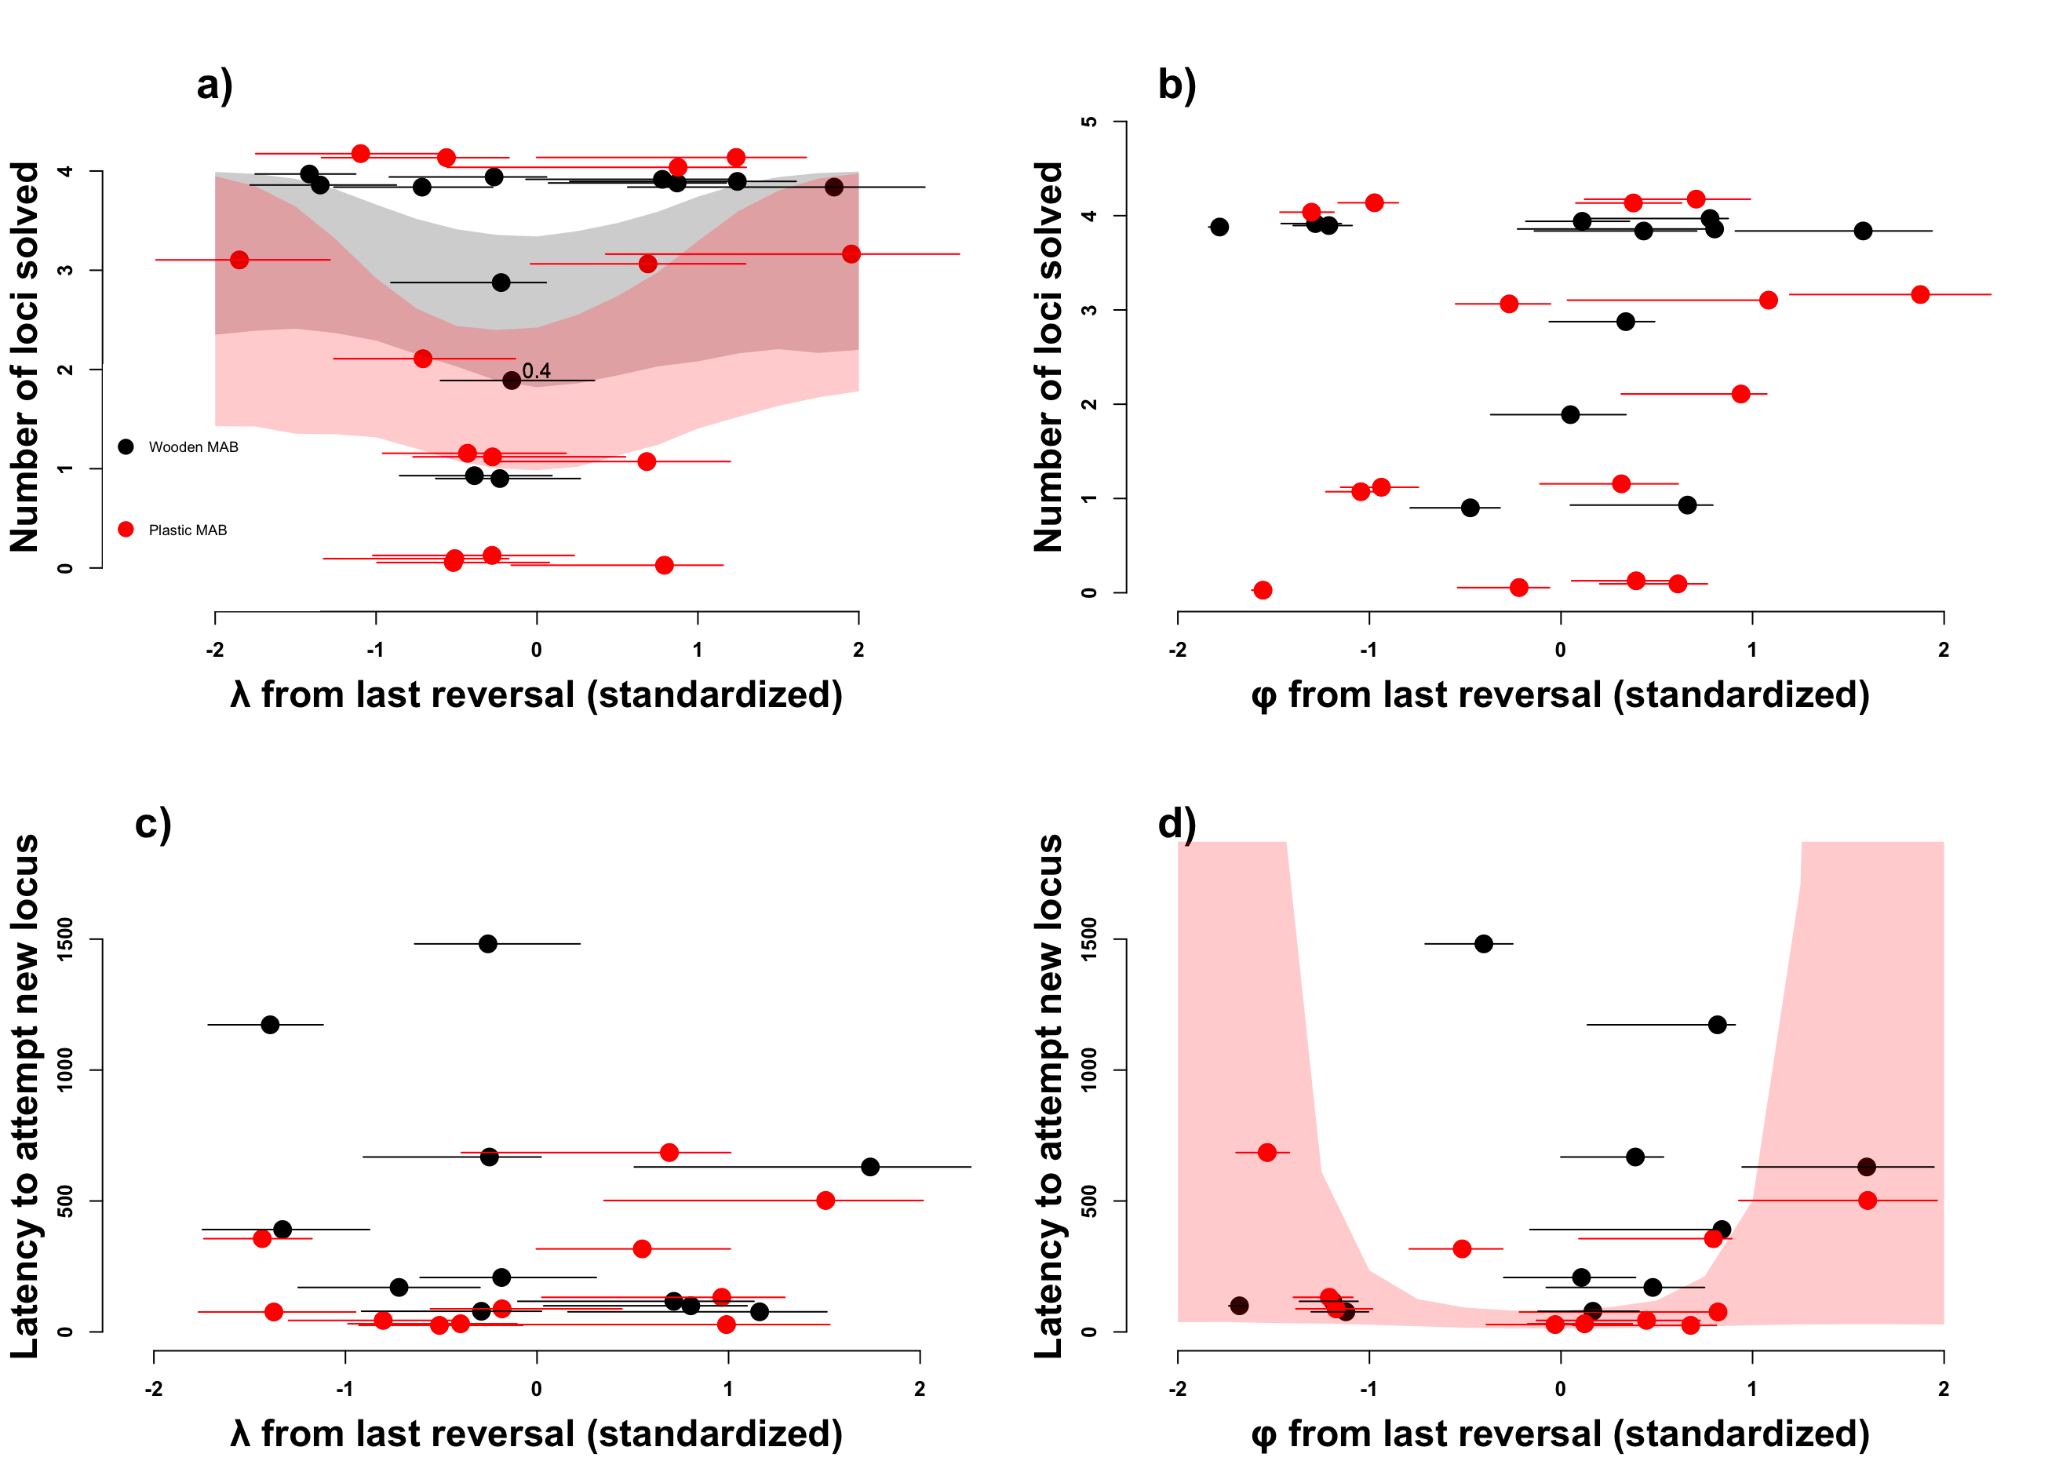 a)
Number of loci solved
4
3
2
1
0
0.4
Wooden MAB
Plastic MAB
-2 -1 0 1 2
λ from last reversal (standardized)
b)
Number of loci solved
5
4
3
2
1
0
-2 -1 0 1 2
φ from last reversal (standardized)
c)
Latency to attempt new locus
1500
1000
500
0
-2 -1 0 1 2
λ from last reversal (standardized)
d)
Latency to attempt new locus
1500
1000
500
0
-2 -1 0 1 2
φ from last reversal (standardized)